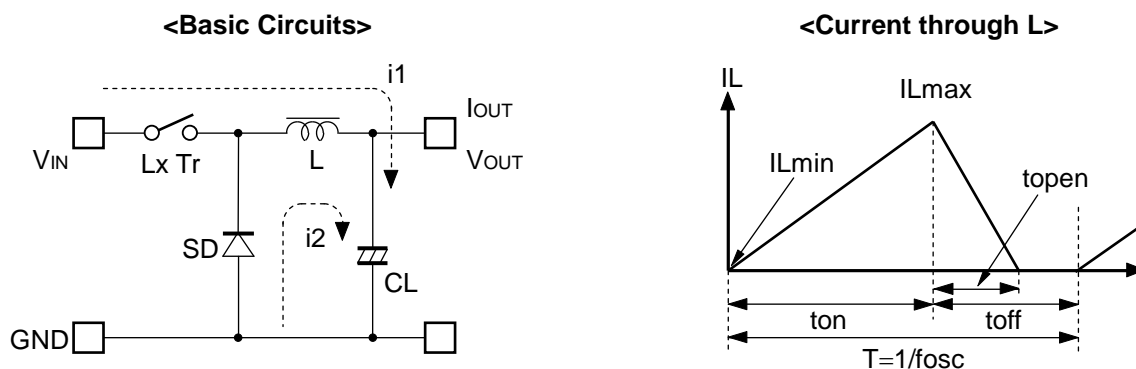 <Basic Circuits>
i1
VIN
Lx Tr
L
IOUT
VOUT
SD
i2
CL
GND
<Current through L>
IL
ILmax
ILmin
topen
ton
toff
T=1/fosc